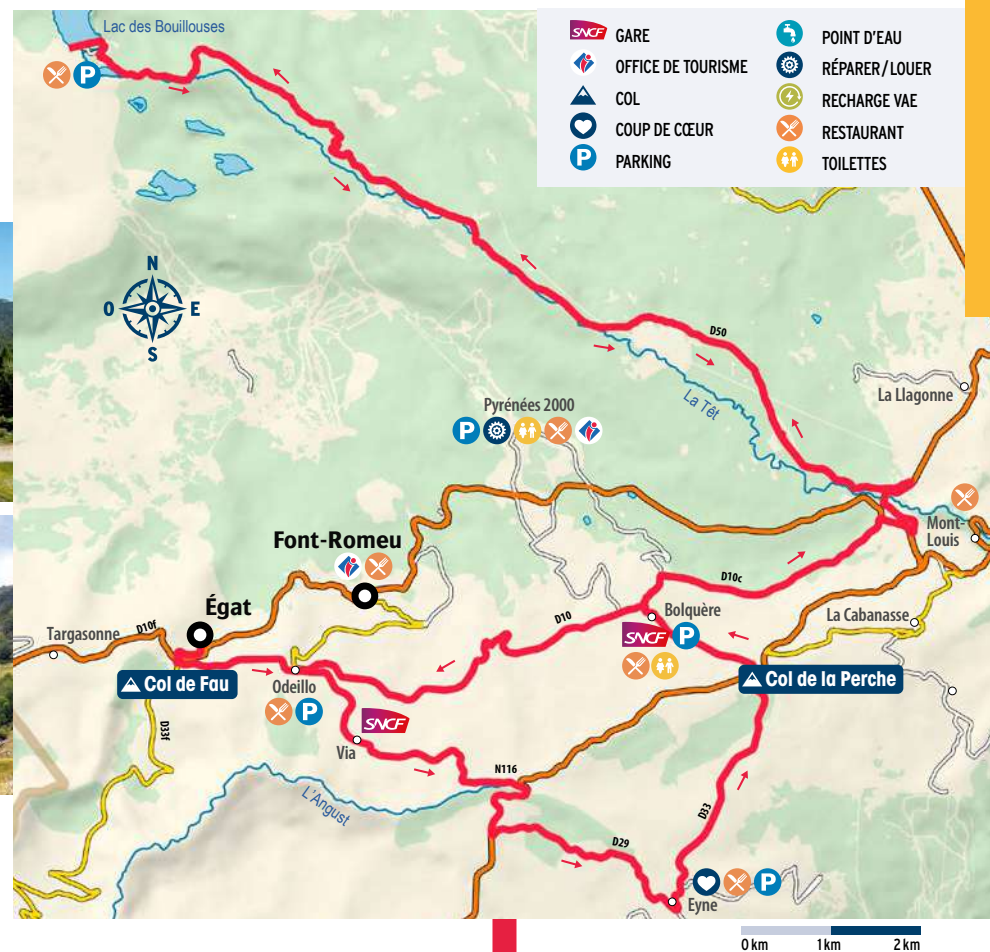 Lac des Bouillouses
P
SNCF GARE
OFFICE DE TOURISME
COL
COUP DE CŒUR
P PARKING
POINT D'EAU
RÉPARER/LOUER
RECHARGE VAE
RESTAURANT
TOILETTES
N
O E
S
D50
La Têt
La Llagonne
Pyrénées 2000
P
Mont-
Louis
Font-Romeu
D10c
Égat
D10
Bolquère
SNCF P
La Cabanasse
Targasonne
D10f
Col de Fau
Odeillo
P
Col de la Perche
SNCF
Via
D33f
N116
L'Angust
D33
D29
P
Eyne
0 km 1 km 2 km